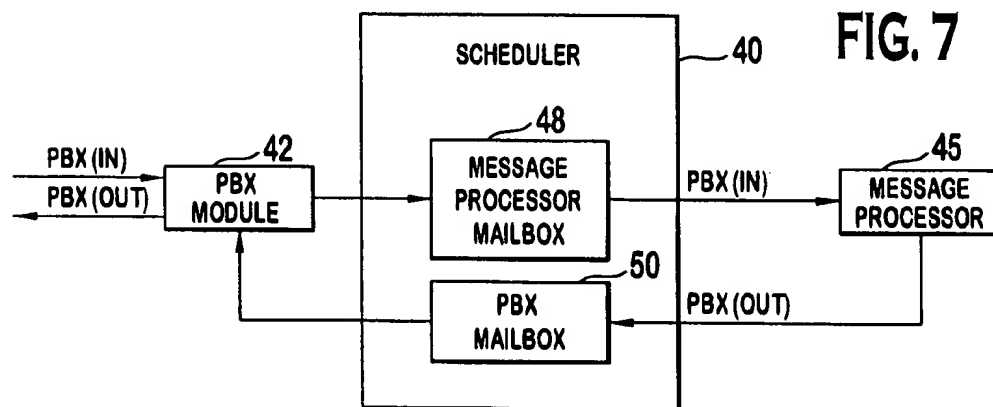 FIG. 7
SCHEDULER
40
PBX (IN)
PBX (OUT)
42
PBX
MODULE
48
MESSAGE
PROCESSOR
MAILBOX
PBX (IN)
45
MESSAGE
PROCESSOR
50
PBX
MAILBOX
PBX (OUT)